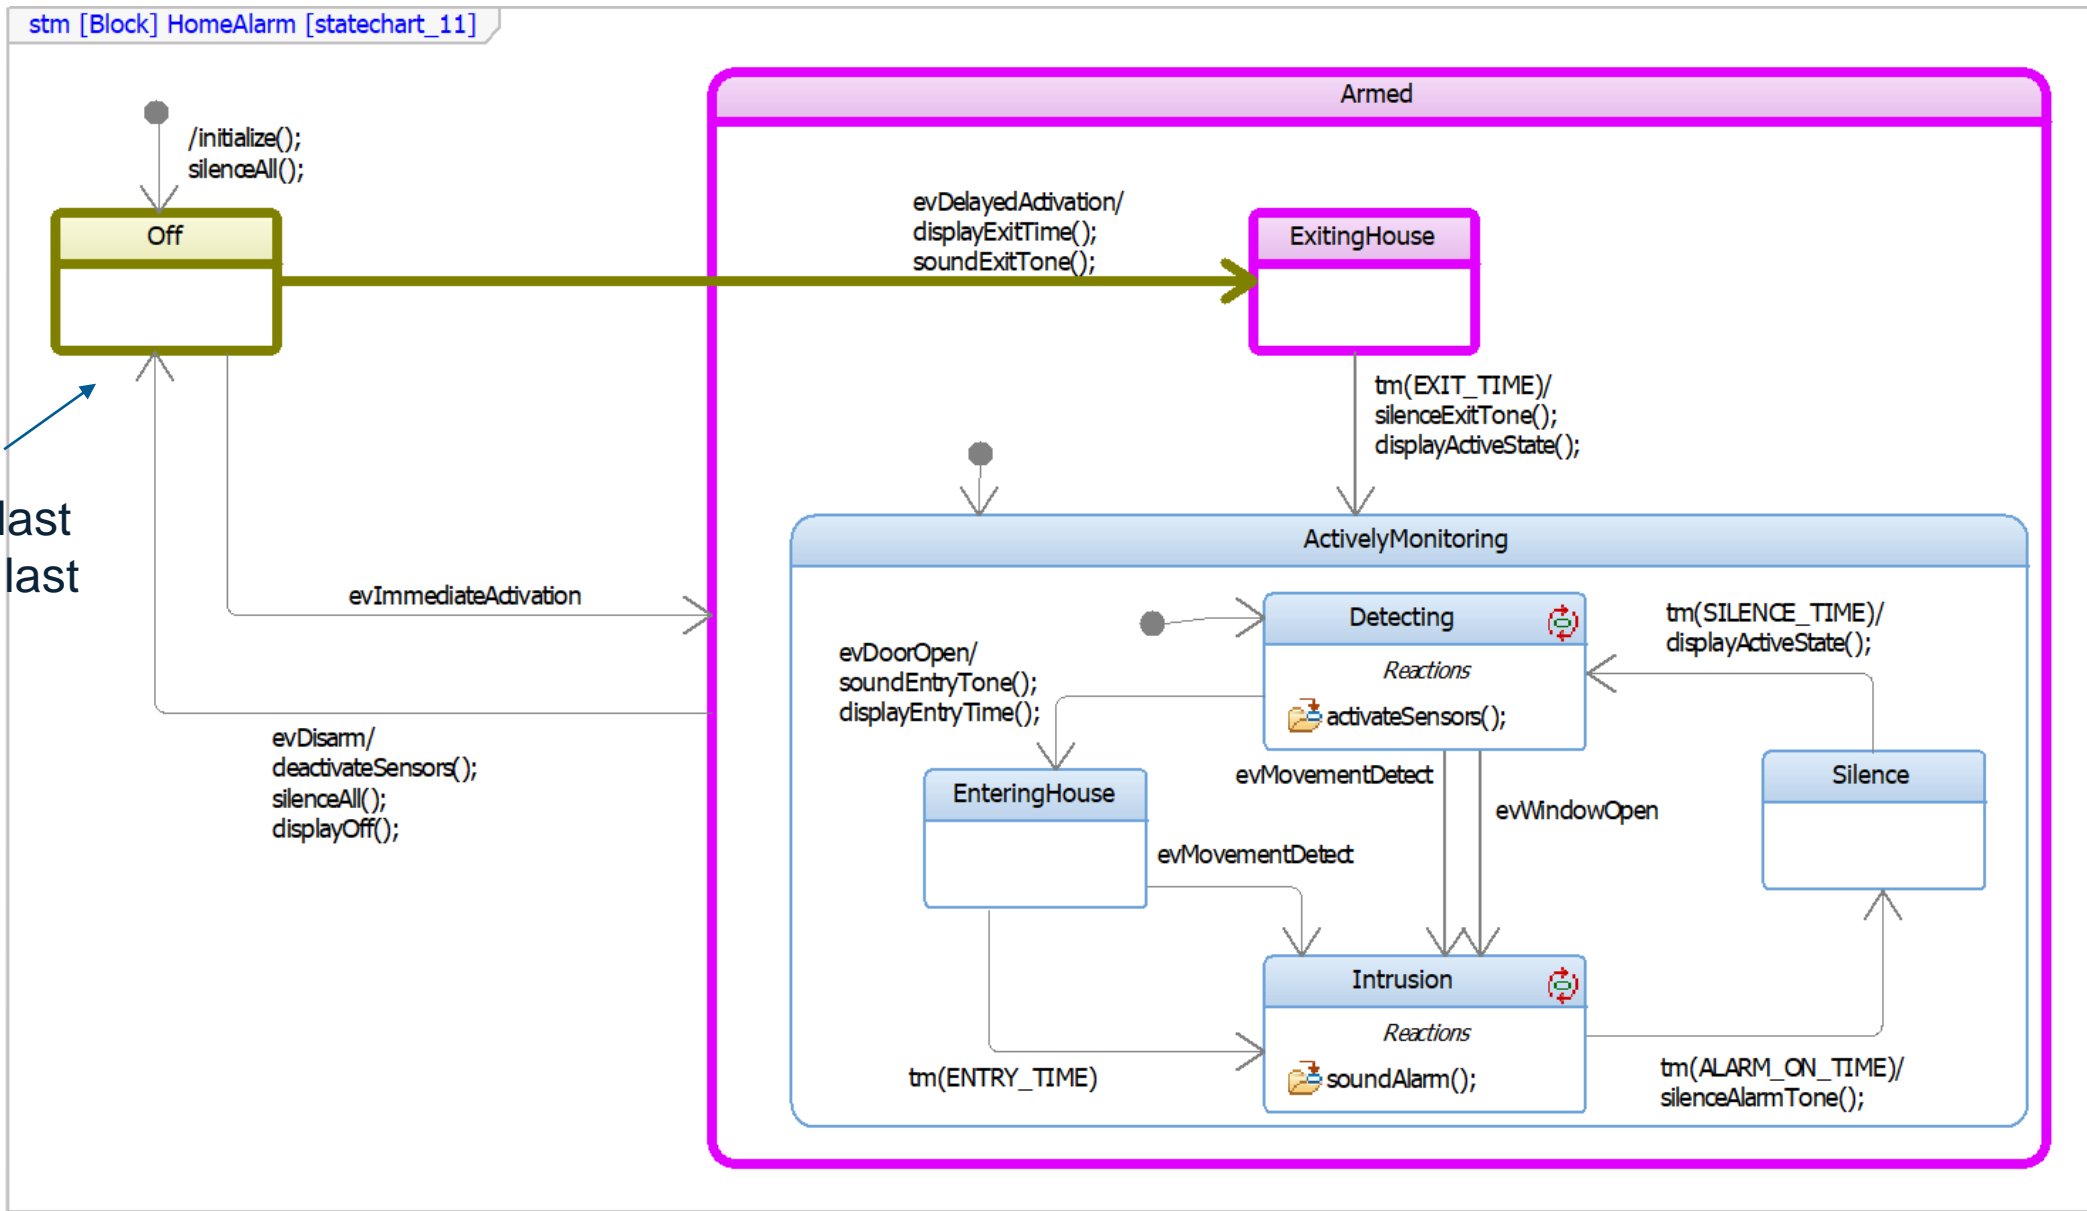 stm [Block] HomeAlarm [statechart_11]
Armed
/initialize();
silenceAll();
Off
evDelayedActivation/
displayExitTime();
soundExitTone();
ExitingHouse
tm(EXIT_TIME)/
silenceExitTone();
displayActiveState();
last
last
ActivelyMonitoring
evImmediateActivation
Detecting
Reactions
activateSensors();
tm(SILENCE_TIME)/
displayActiveState();
evDoorOpen/
soundEntryTone();
displayEntryTime();
evDisarm/
deactivateSensors();
silenceAll();
displayOff();
EnteringHouse
evMovementDetect
evWindowOpen
Silence
evMovementDetect
Intrusion
Reactions
soundAlarm();
tm(ENTRY_TIME)
tm(ALARM_ON_TIME)/
silenceAlarmTone();